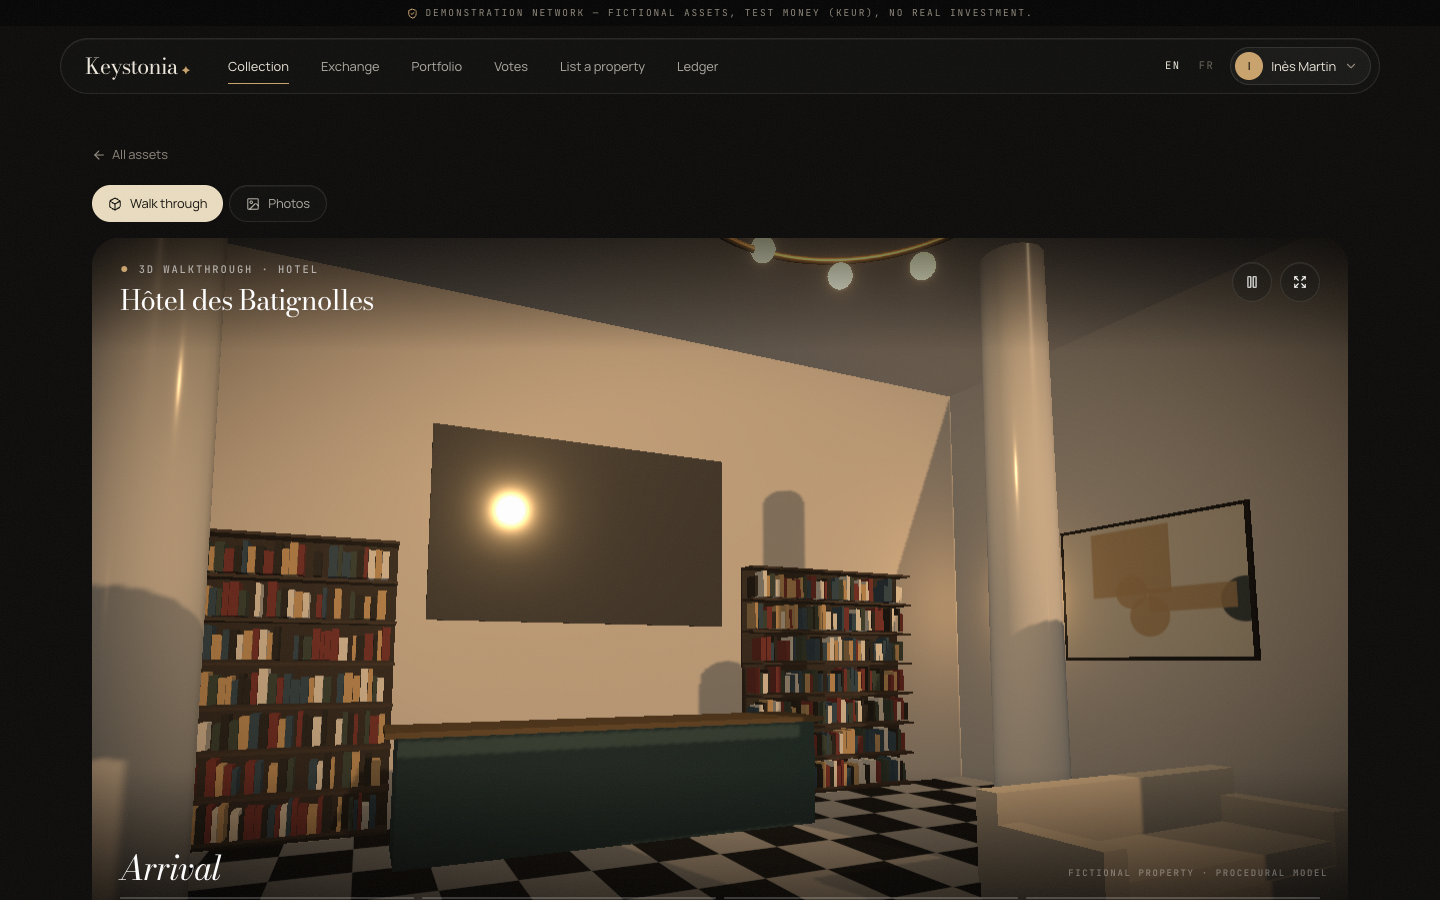 DEMONSTRATION NETWORK — FICTIONAL ASSETS, TEST MONEY (KEUR), NO REAL INVESTMENT.
Keystonia
Collection
Exchange
Portfolio
Votes
List a property
Ledger
EN
FR
I
Inès Martin
All assets
Walk through
Photos
3D WALKTHROUGH · HOTEL
Hôtel des Batignolles
Arrival
FICTIONAL PROPERTY · PROCEDURAL MODEL